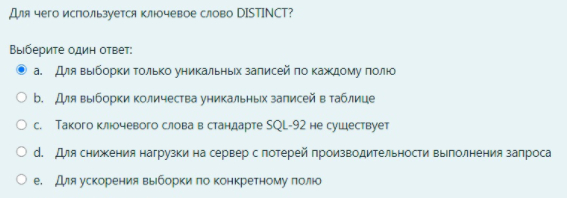 Для чего используется ключевое слово DISTINCT?
Выберите один ответ:
a. Для выборки только уникальных записей по каждому полю
b. Для выборки количества уникальных записей в таблице
c. Такого ключевого слова в стандарте SQL-92 не существует
d. Для снижения нагрузки на сервер с потерей производительности выполнения запроса
e. Для ускорения выборки по конкретному полю